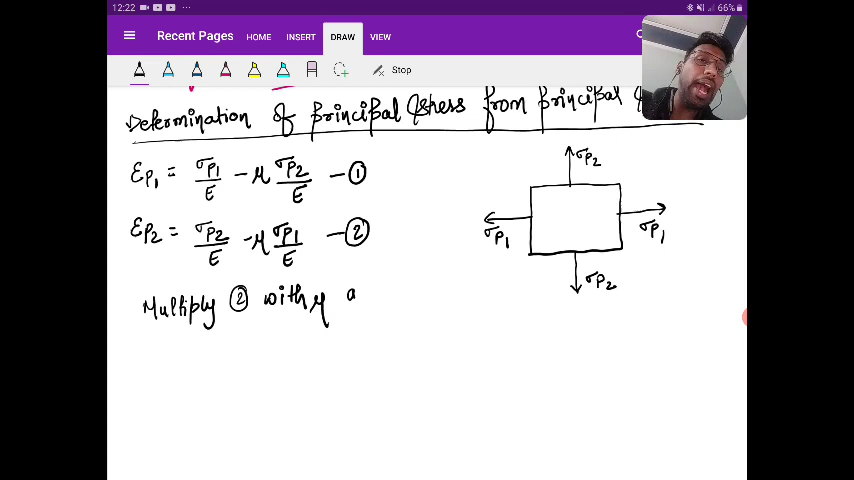 12:22 66%
Recent Pages HOME INSERT DRAW VIEW
Stop
Determination of principal stress from principal
εp₁ = σp₁/E - μ σp₂/E - ①
εp₂ = σp₂/E - μ σp₁/E - ②
Multiply ② with μ a
σp₂
σp₁ σp₁
σp₂